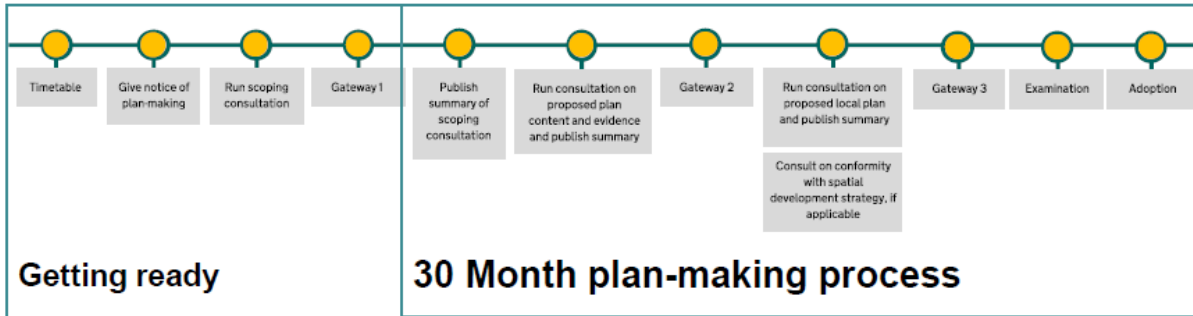 Timetable
Give notice of
plan-making
Run scoping
consultation
Gateway 1
Publish
summary of
scoping
consultation
Run consultation on
proposed plan
content and evidence
and publish summary
Gateway 2
Run consultation on
proposed local plan
and publish summary
Consult on conformity
with spatial
development strategy, if
applicable
Gateway 3
Examination
Adoption
Getting ready
30 Month plan-making process